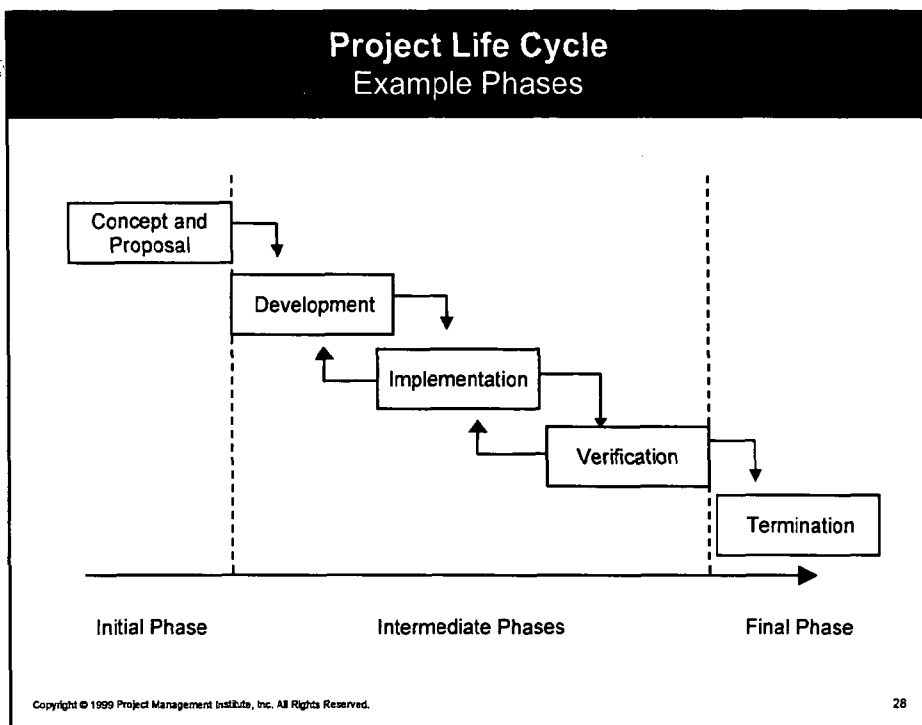 Project Life Cycle
Example Phases
Concept and
Proposal
Development
Implementation
Verification
Termination
Initial Phase
Intermediate Phases
Final Phase
Copyright © 1999 Project Management Institute, Inc. All Rights Reserved.
28